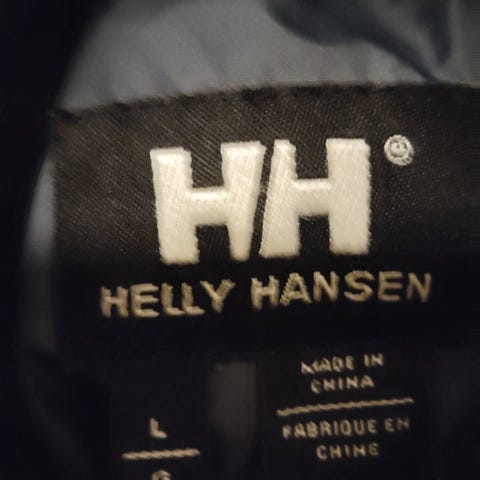 HH®
HELLY HANSEN
MADE IN
CHINA
FABRIQUE EN
CHINE
L
G